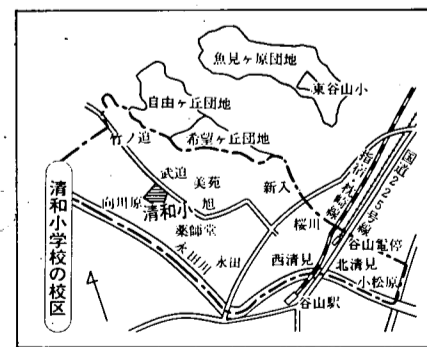 魚見ヶ原団地
東谷山小
自由ヶ丘団地
希望ヶ丘団地
竹ノ迫
武迫
美苑
新入
向川原
清和小
旭
薬師堂
永田川
永田
桜川
指宿・枕崎線
国道225号線
谷山電停
西清見
北清見
小松原
谷山駅
清和小学校の校区